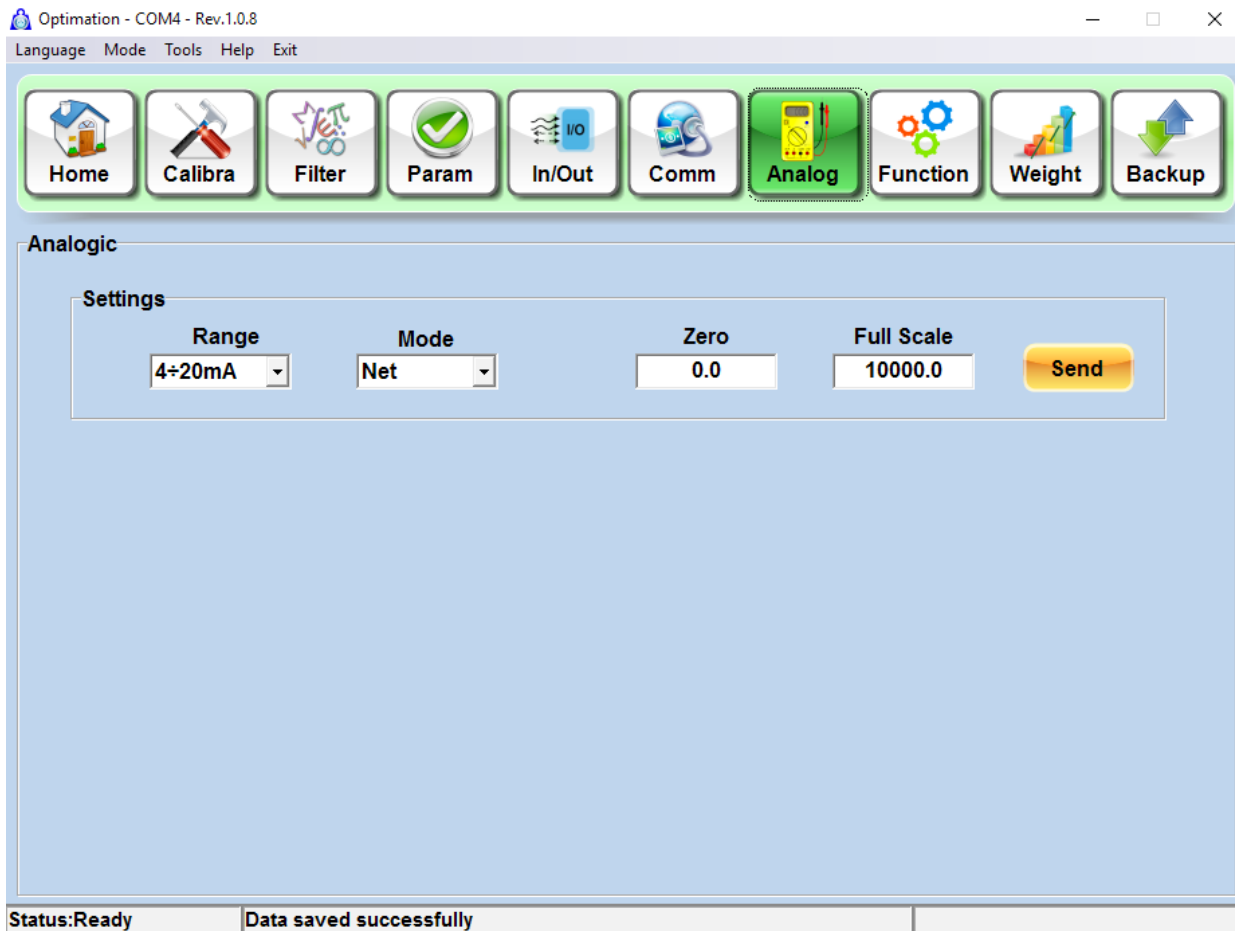 Optimation - COM4 - Rev.1.0.8
Language Mode Tools Help Exit
I/O
Home Calibra Filter Param In/Out Comm Analog Function Weight Backup
Analogic
Settings
Range Mode Zero Full Scale
4÷20mA Net 0.0 10000.0 Send
Status:Ready Data saved successfully